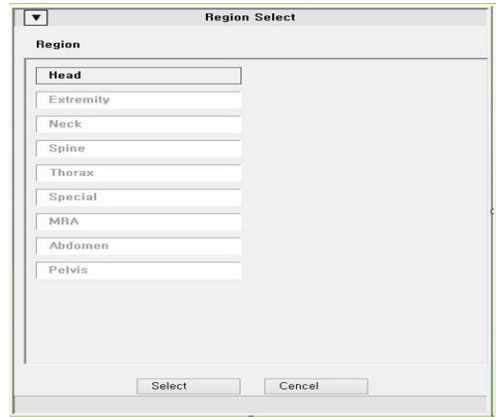 Region Select
Region
Head
Extremity
Neck
Spine
Thorax
Special
MRA
Abdomen
Pelvis
Select Cencel